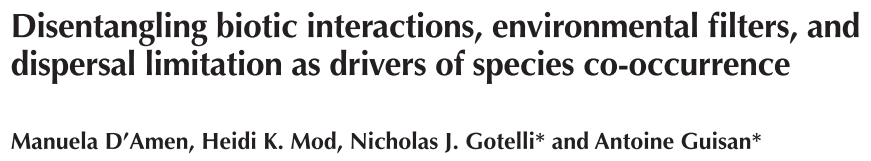 Disentangling biotic interactions, environmental filters, and
dispersal limitation as drivers of species co-occurrence
Manuela D’Amen, Heidi K. Mod, Nicholas J. Gotelli* and Antoine Guisan*